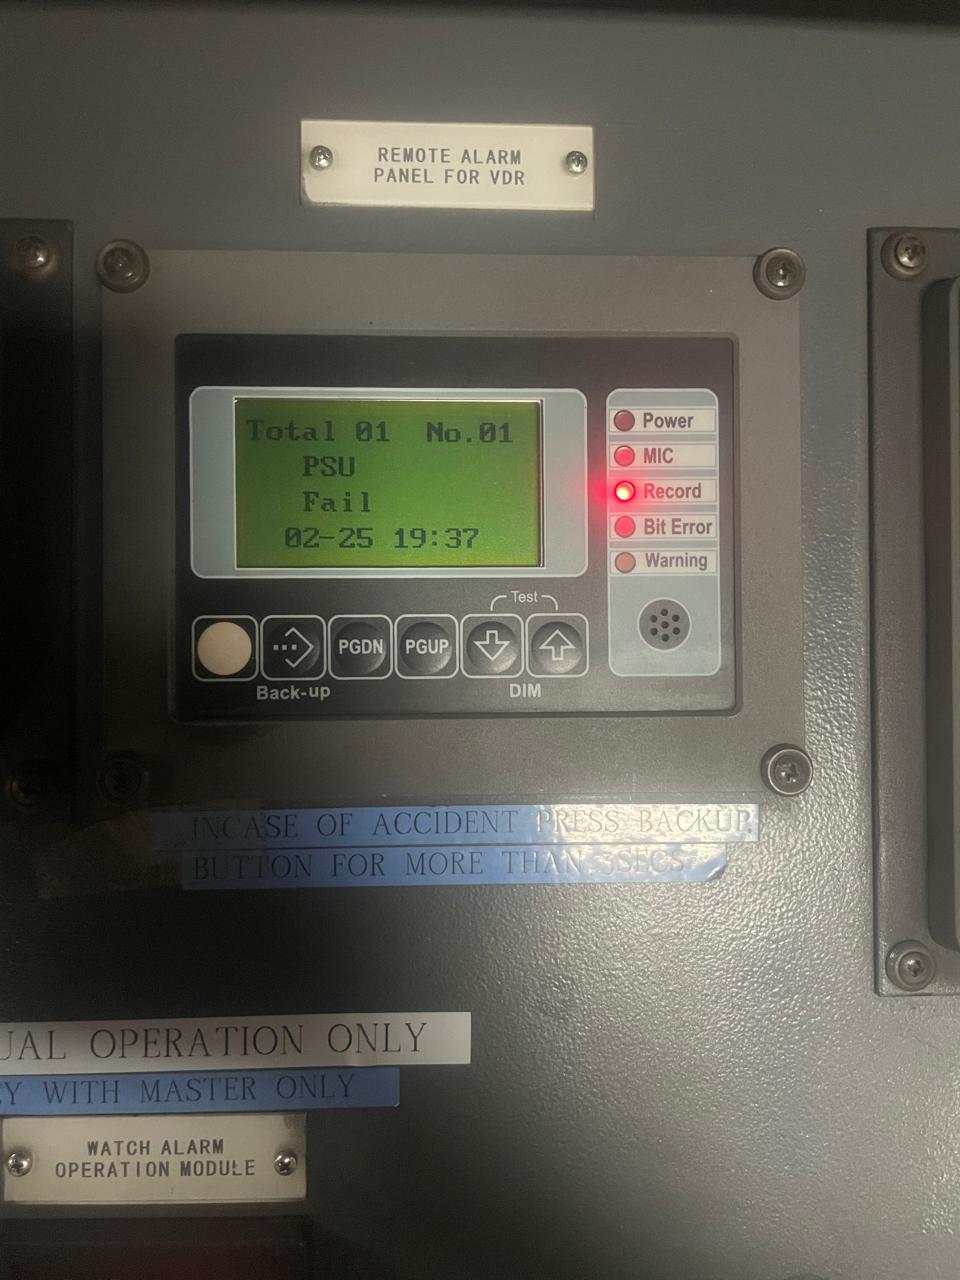 REMOTE ALARM
PANEL FOR VDR
Total 01 No.01
PSU
Fail
02-25 19:37
Power
MIC
Record
Bit Error
Warning
Test
PGDN
PGUP
Back-up
DIM
INCASE OF ACCIDENT PRESS BACKUP
BUTTON FOR MORE THAN 3SECS
OPERATION ONLY
WITH MASTER ONLY
WATCH ALARM
OPERATION MODULE